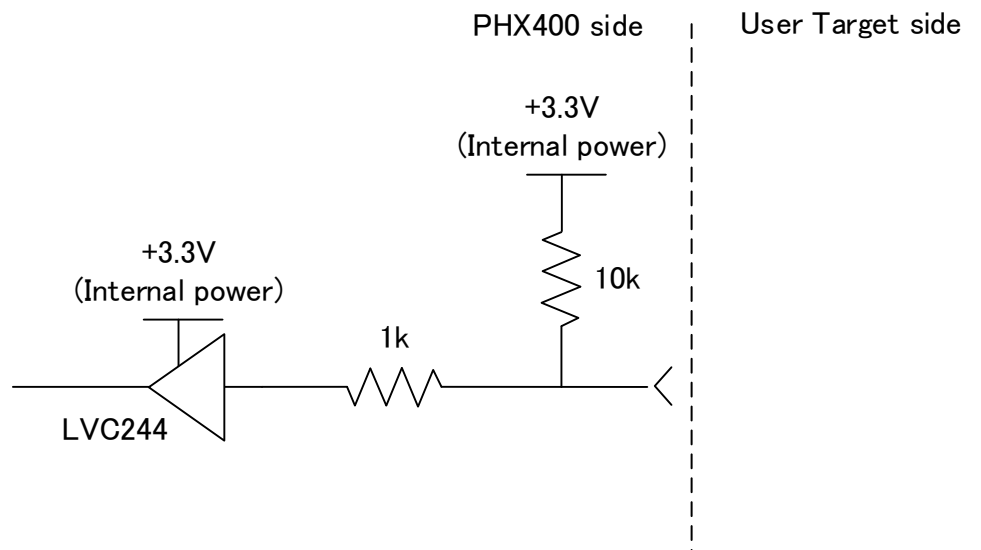 PHX400 side
User Target side
+3.3V
(Internal power)
10k
+3.3V
(Internal power)
1k
LVC244